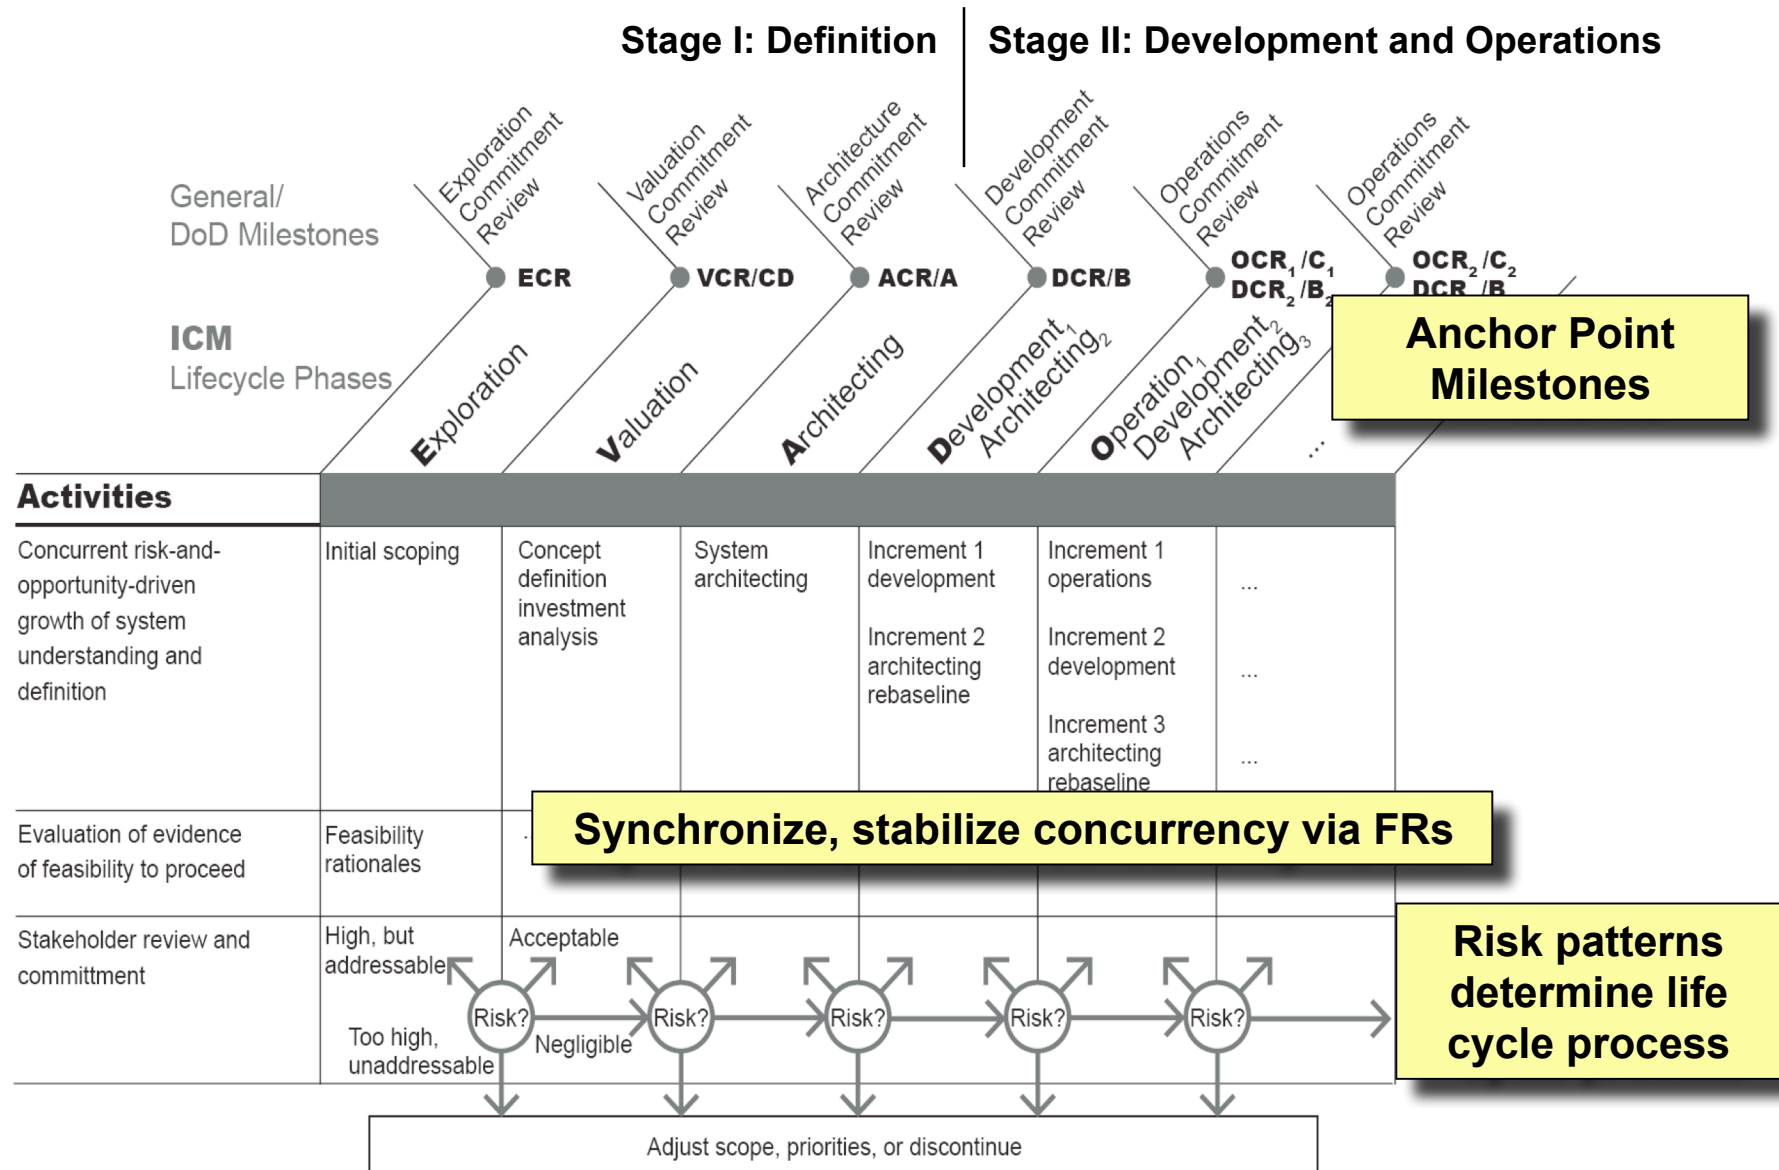 Stage I: Definition
Stage II: Development and Operations
General/
DoD Milestones
Exploration
Commitment
Review
Valuation
Commitment
Review
Architecture
Commitment
Review
Development
Commitment
Review
Operations
Commitment
Review
Operations
Commitment
Review
ECR
VCR/CD
ACR/A
DCR/B
OCR₁/C₁
DCR₂/B₂
OCR₂/C₂
DCR /B
Anchor Point
Milestones
ICM
Lifecycle Phases
Exploration
Valuation
Architecting
Development₁
Architecting₂
Operation₁
Development₂
Architecting₃
...
Activities
Concurrent risk-and-
opportunity-driven
growth of system
understanding and
definition
Initial scoping
Concept
definition
investment
analysis
System
architecting
Increment 1
development
Increment 2
architecting
rebaseline
Increment 1
operations
Increment 2
development
Increment 3
architecting
rebaseline
...
...
...
Synchronize, stabilize concurrency via FRs
Evaluation of evidence
of feasibility to proceed
Feasibility
rationales
Stakeholder review and
committment
High, but
addressable
Acceptable
Risk?
Risk?
Risk?
Risk?
Risk?
Too high,
unaddressable
Negligible
Risk patterns
determine life
cycle process
Adjust scope, priorities, or discontinue